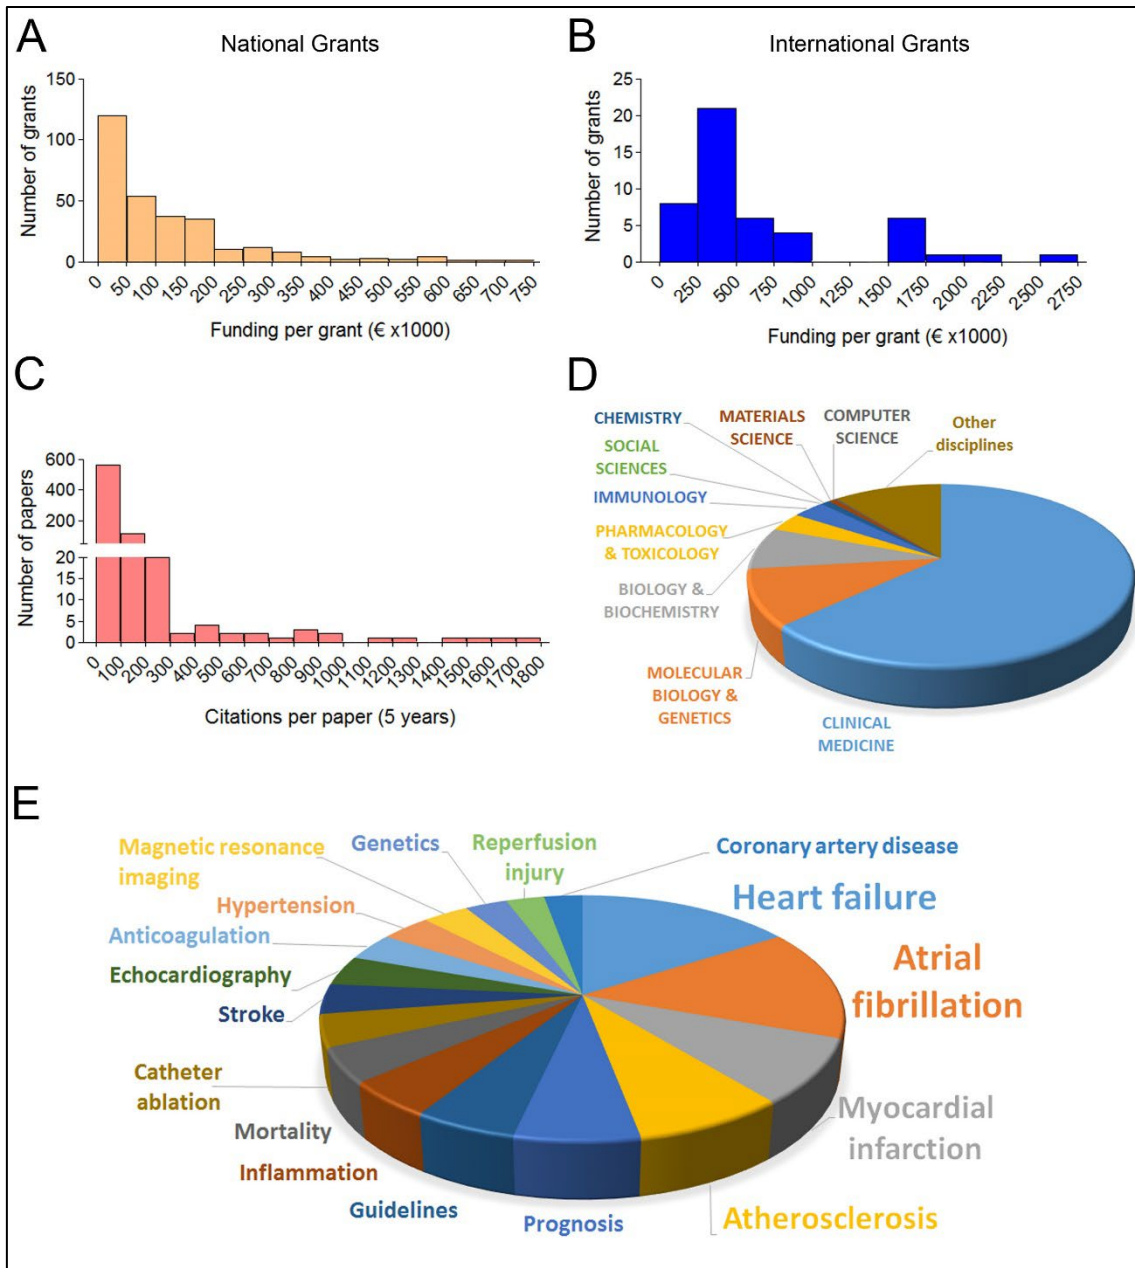 A
National Grants
Number of grants
150
100
50
0
0
50
100
150
200
250
300
350
400
450
500
550
600
650
700
750
Funding per grant (€ x1000)
B
International Grants
Number of grants
25
20
15
10
5
0
0
250
500
750
1000
1500
1750
2000
2250
2500
2750
Funding per grant (€ x1000)
C
Number of papers
600
400
200
20
15
10
5
0
0
100
200
300
400
500
600
700
800
900
1000
1100
1200
1300
1400
1500
1600
1700
1800
Citations per paper (5 years)
D
CHEMISTRY
MATERIALS
SCIENCE
COMPUTER
SCIENCE
Other
disciplines
SOCIAL
SCIENCES
IMMUNOLOGY
PHARMACOLOGY
& TOXICOLOGY
BIOLOGY &
BIOCHEMISTRY
MOLECULAR
BIOLOGY &
GENETICS
CLINICAL
MEDICINE
E
Magnetic resonance
imaging
Genetics
Reperfusion
injury
Coronary artery disease
Heart failure
Hypertension
Anticoagulation
Atrial
fibrillation
Echocardiography
Stroke
Catheter
ablation
Myocardial
infarction
Mortality
Inflammation
Guidelines
Prognosis
Atherosclerosis